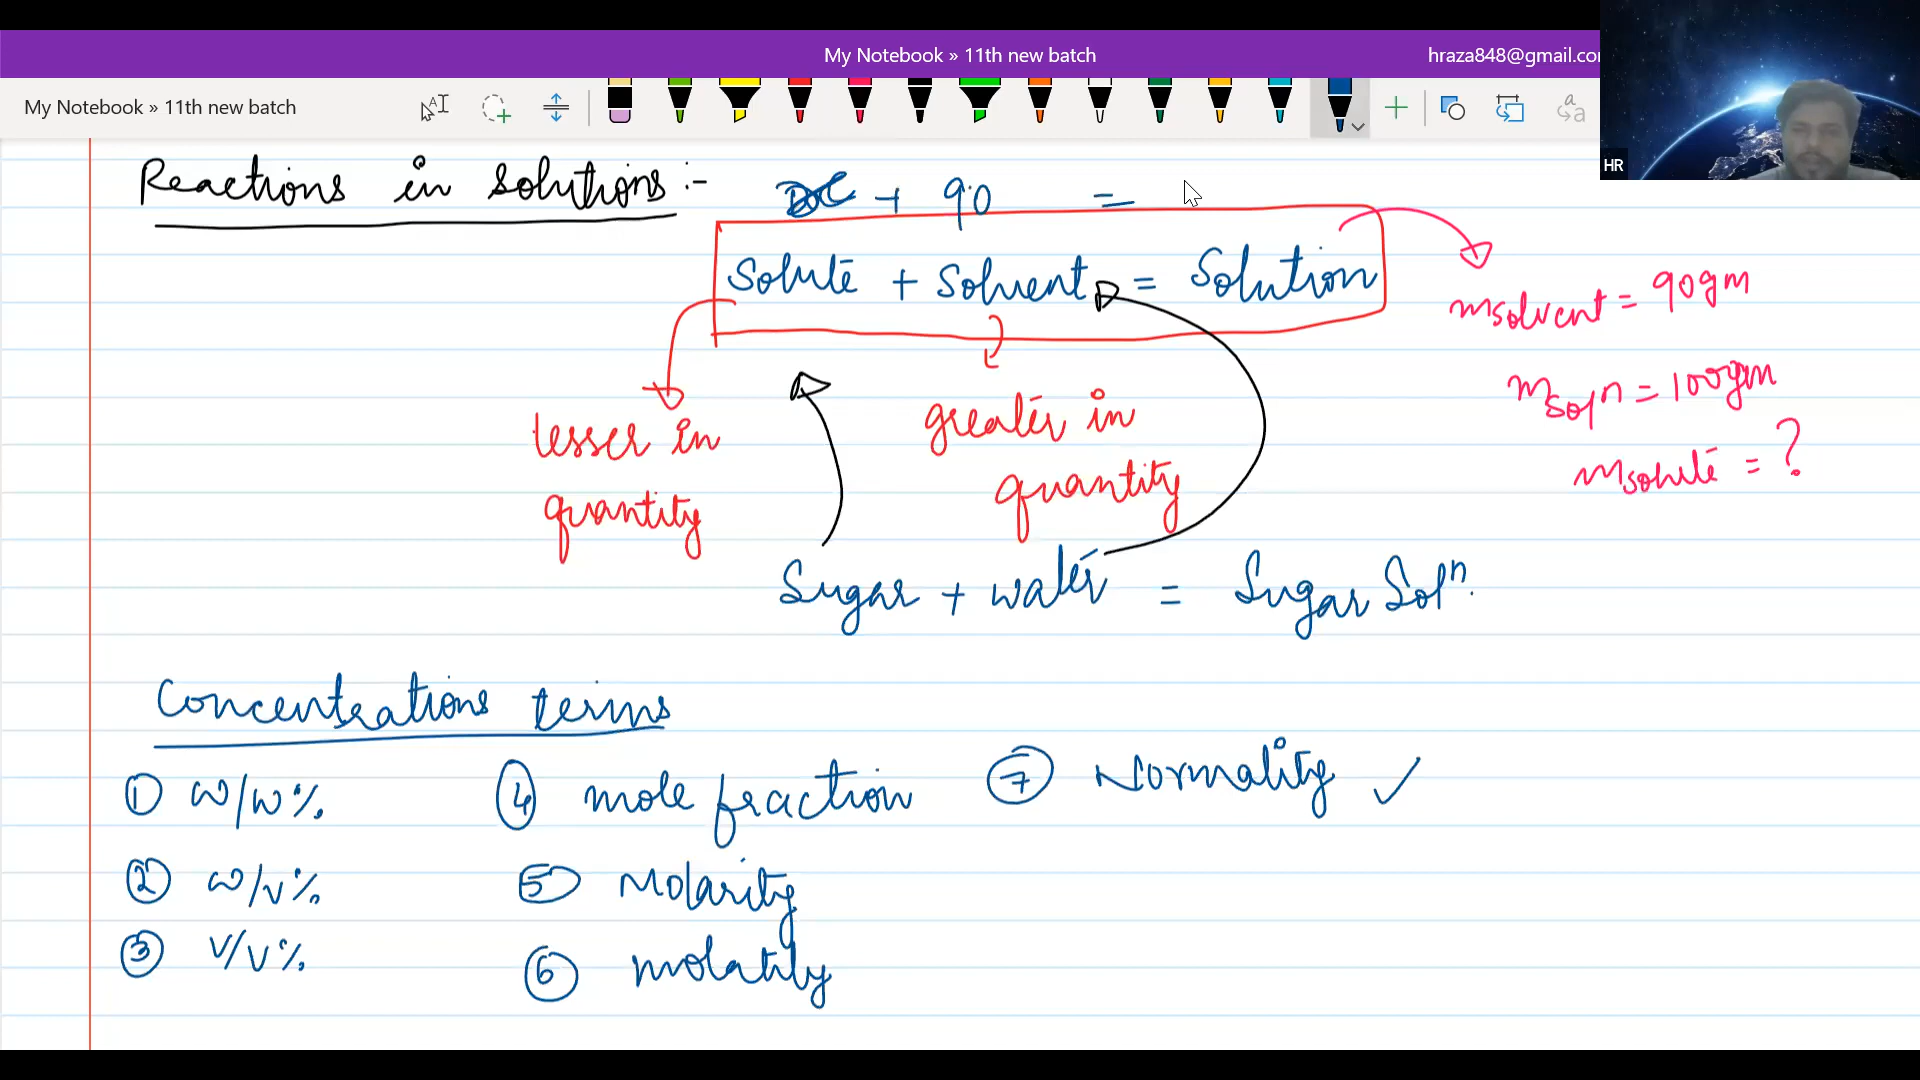 My Notebook » 11th new batch
hraza848@gmail.co
My Notebook » 11th new batch
HR
Reactions in solutions :-
+ 90 =
Solute + Solvent = Solution
msolvent = 90gm
msoln = 100gm
msolute = ?
lesser in quantity
greater in quantity
Sugar + water = Sugar Soln.
Concentrations terms
① w/w%
② w/v%
③ v/v%
④ mole fraction
⑤ Molarity
⑥ molality
⑦ Normality ✓